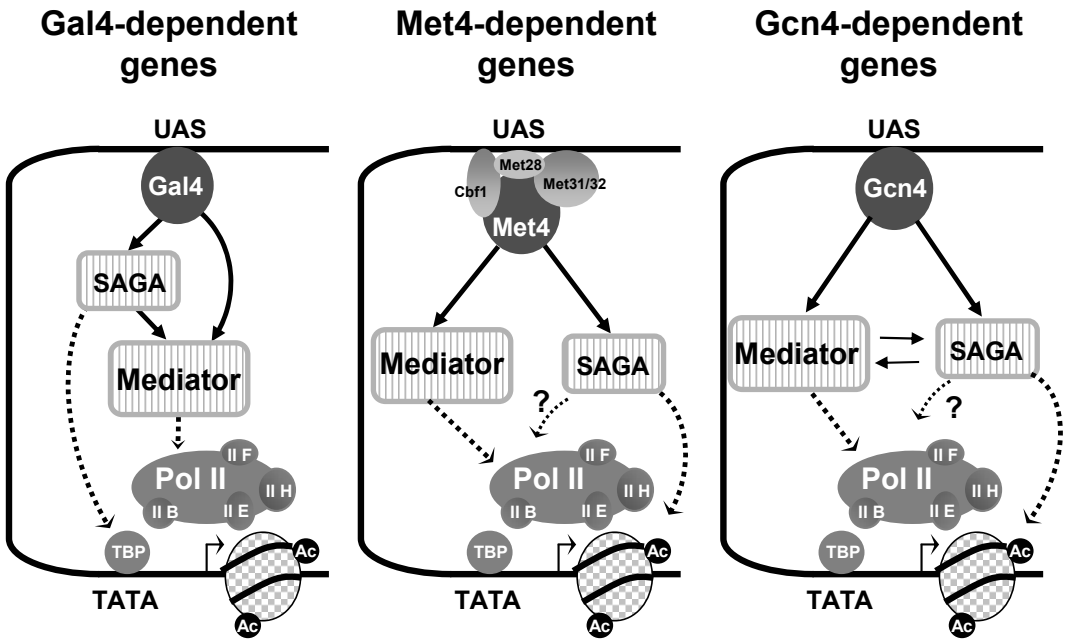 Gal4-dependent
genes
UAS
Gal4
SAGA
Mediator
Pol II
II F
II H
II E
II B
TBP
Ac
TATA
Ac
Met4-dependent
genes
UAS
Met28
Cbf1
Met31/32
Met4
Mediator
SAGA
?
Pol II
II F
II H
II E
II B
TBP
Ac
TATA
Ac
Gcn4-dependent
genes
UAS
Gcn4
Mediator
SAGA
?
Pol II
II F
II H
II E
II B
TBP
Ac
TATA
Ac